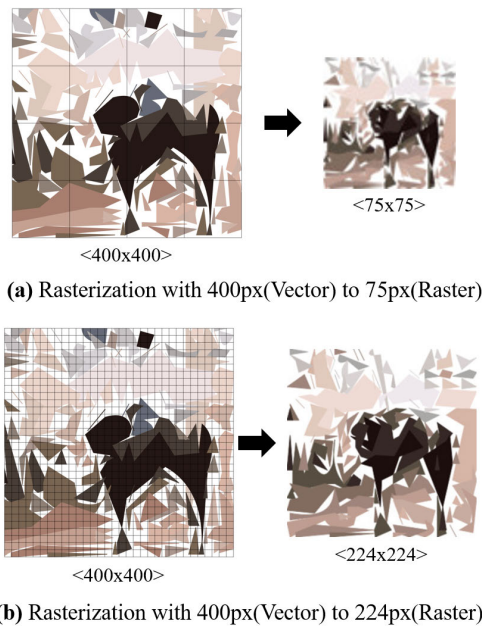 <75x75>
<400x400>
(a) Rasterization with 400px(Vector) to 75px(Raster)
<224x224>
<400x400>
(b) Rasterization with 400px(Vector) to 224px(Raster)